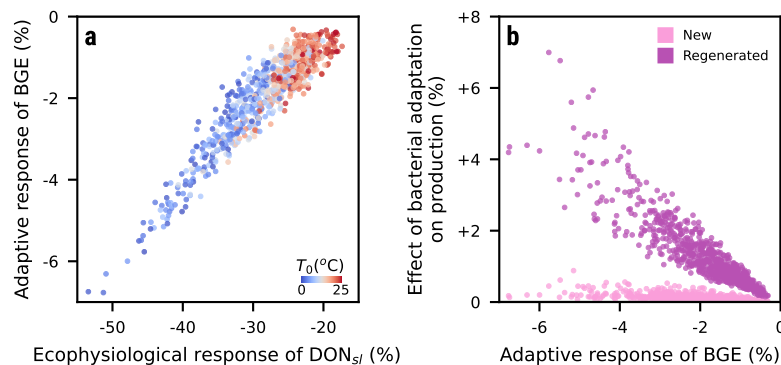 a
0
-2
-4
-6
Adaptive response of BGE (%)
T₀(°C)
0 25
-50 -40 -30 -20
Ecophysiological response of DONₛₗ (%)
b
New
Regenerated
+8
+6
+4
+2
0
Effect of bacterial adaptation
on production (%)
-6 -4 -2 0
Adaptive response of BGE (%)